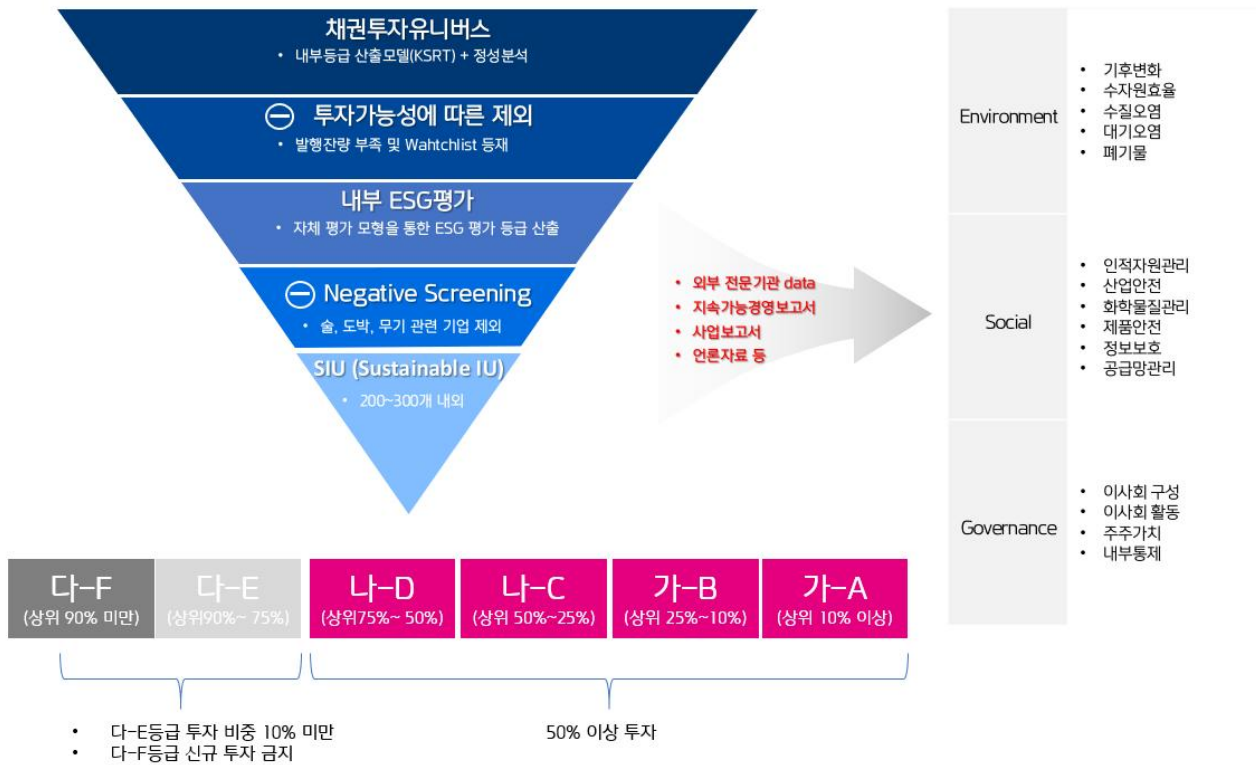 채권투자유니버스
• 내부등급 산출모델(KSRT) + 정성분석
투자가능성에 따른 제외
• 발행잔량 부족 및 Wahtchlist 등재
내부 ESG평가
• 자체 평가 모형을 통한 ESG 평가 등급 산출
Negative Screening
• 술, 도박, 무기 관련 기업 제외
SIU (Sustainable IU)
• 200~300개 내외
• 외부 전문기관 data
• 지속가능경영보고서
• 사업보고서
• 언론자료 등
Environment
• 기후변화
• 수자원효율
• 수질오염
• 대기오염
• 폐기물
Social
• 인적자원관리
• 산업안전
• 화학물질관리
• 제품안전
• 정보보호
• 공급망관리
Governance
• 이사회 구성
• 이사회 활동
• 주주가치
• 내부통제
다-F
(상위 90% 미만)
다-E
(상위90%~ 75%)
나-D
(상위75%~ 50%)
나-C
(상위 50%~25%)
가-B
(상위 25%~10%)
가-A
(상위 10% 이상)
• 다-E등급 투자 비중 10% 미만
• 다-F등급 신규 투자 금지
50% 이상 투자